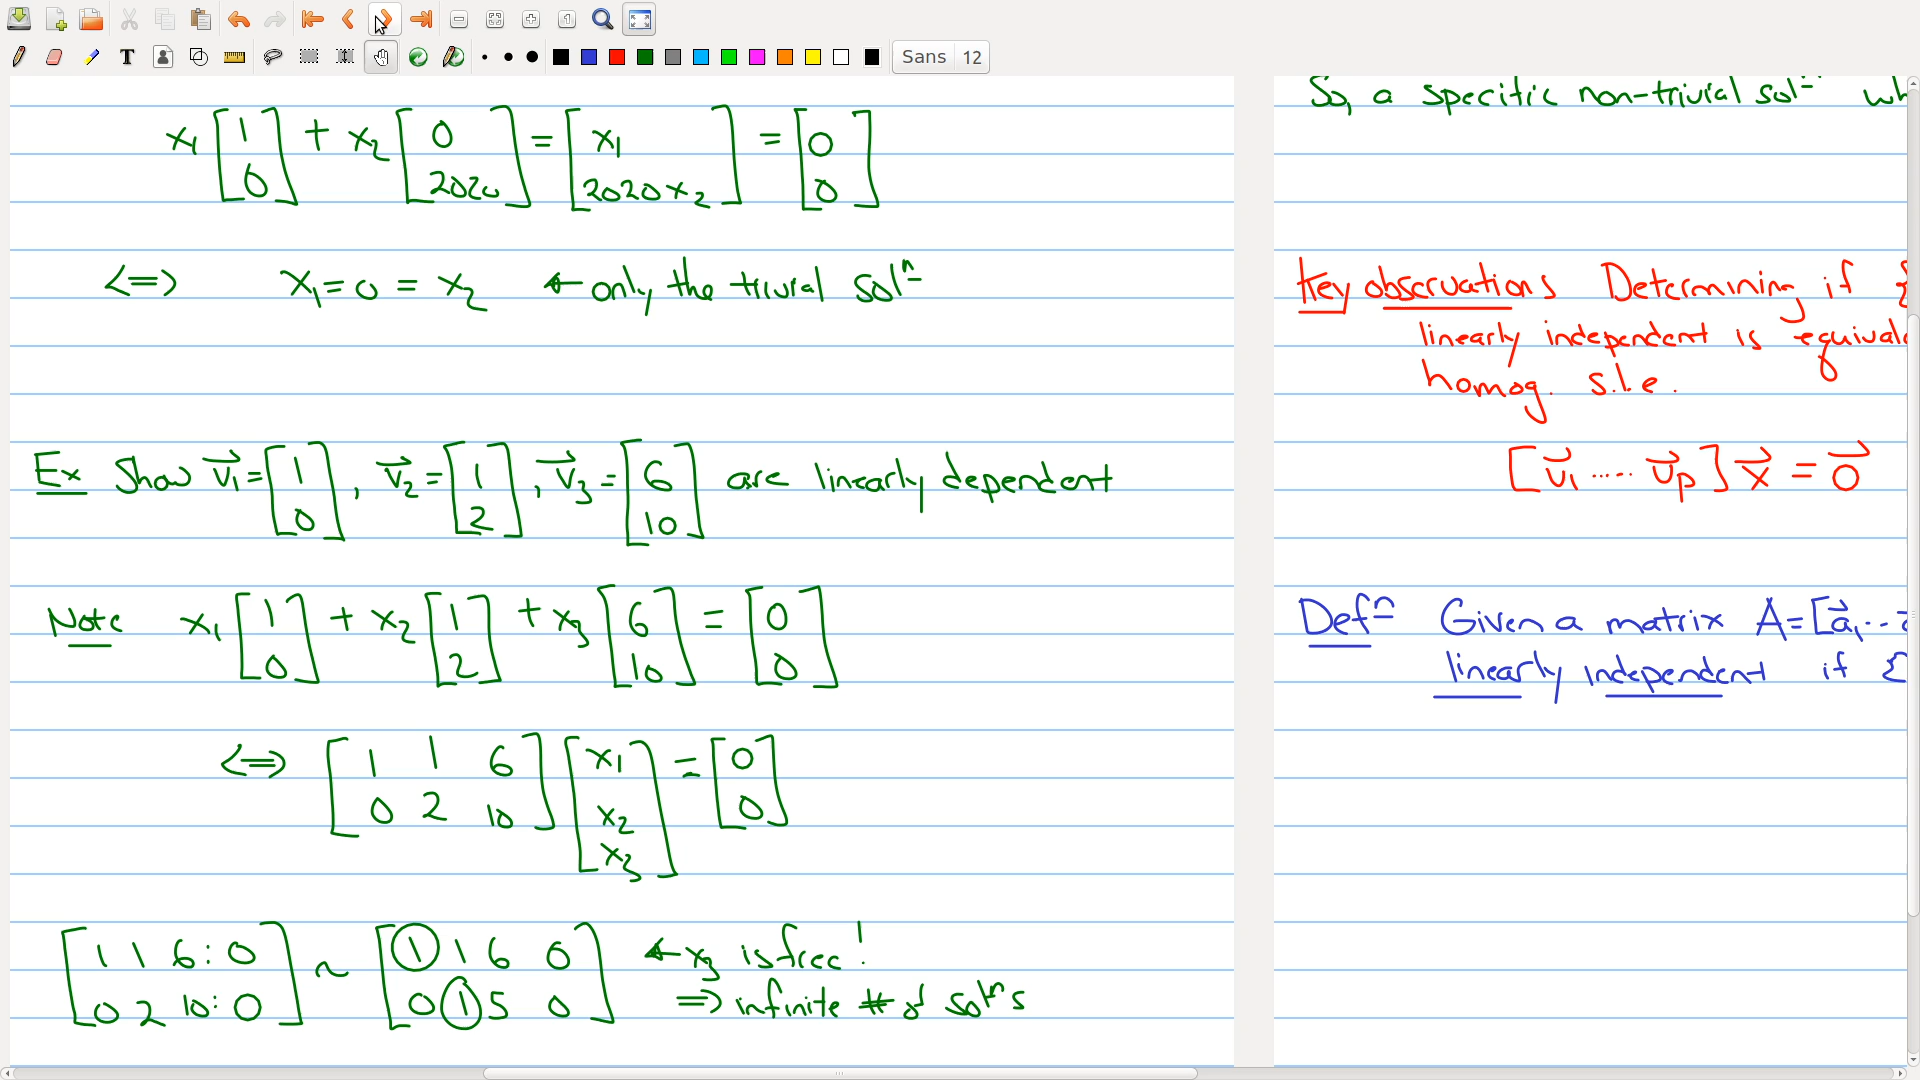 Sans 12
x₁ [1 0] + x₂ [0 2020] = [x₁ 2020x₂] = [0 0]
<=> x₁ = 0 = x₂ ← only the trivial solⁿ
Ex Show v₁ = [1 0], v₂ = [1 2], v₃ = [6 10] are linearly dependent
Note x₁ [1 0] + x₂ [1 2] + x₃ [6 10] = [0 0]
<=> [1 1 6 0 2 10] [x₁ x₂ x₃] = [0 0]
[1 1 6 : 0 ~ [1 1 6 0 ← x₃ is free!
0 2 10 : 0] 0 1 5 0] => infinite # of solⁿs
So, a specific non-trivial solⁿ
Key observations Determining if {
linearly independent is
homog. s.l.e.
[v₁ ..... vₚ] x = 0
Defⁿ Given a matrix A = [a₁ ..
linearly independent if {